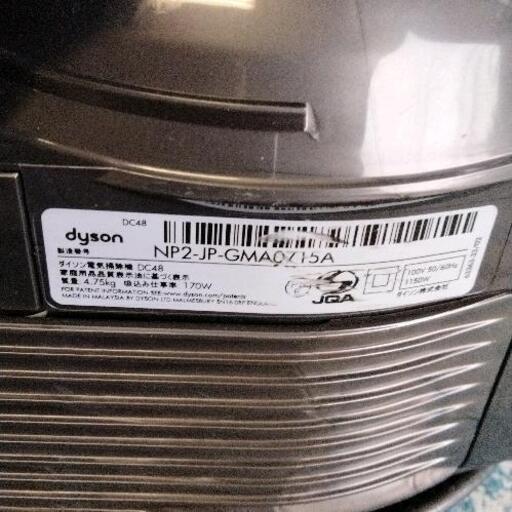 DC48
dyson
製造番号
NP2-JP-GMA0715A
ダイソン電気掃除機 DC48
家庭用品品質表示法に基づく表示
質量 4.75kg 吸込み仕事率 170W
FOR PATENT INFORMATION SEE: www.dyson/patents
MADE IN MALAYSIA BY DYSON LTD MALMESBURY SN16 0RP ENGLAND
JQA
100V 50/60Hz
1150W
ダイソン株式会社